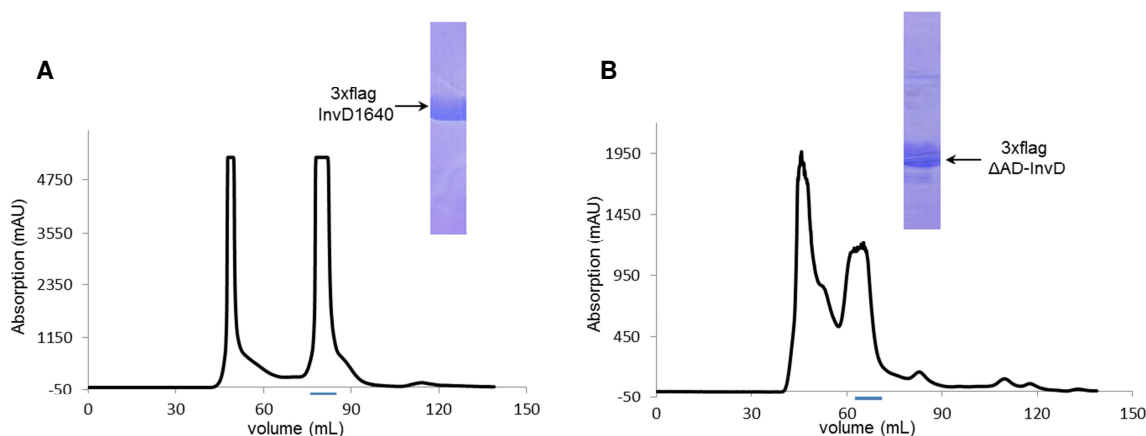 A
3xflag
InvD1640
Absorption (mAU)
4750
3550
2350
1150
-50
0 30 60 90 120 150
volume (mL)
B
3xflag
ΔAD-InvD
Absorption (mAU)
1950
1450
950
450
-50
0 30 60 90 120 150
volume (mL)